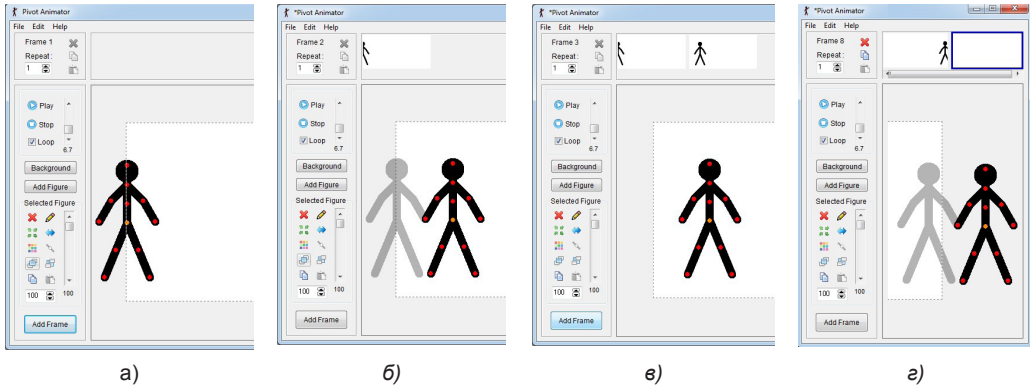 Pivot Animator
File Edit Help
Frame 1
Repeat :
1
Play
Stop
Loop
6.7
Background
Add Figure
Selected Figure
100
100
Add Frame
а)
*Pivot Animator
File Edit Help
Frame 2
Repeat :
1
Play
Stop
Loop
6.7
Background
Add Figure
Selected Figure
100
100
Add Frame
б)
*Pivot Animator
File Edit Help
Frame 3
Repeat :
1
Play
Stop
Loop
6.7
Background
Add Figure
Selected Figure
100
100
Add Frame
в)
*Pivot Animator
File Edit Help
Frame 8
Repeat :
1
Play
Stop
Loop
6.7
Background
Add Figure
Selected Figure
100
100
Add Frame
г)